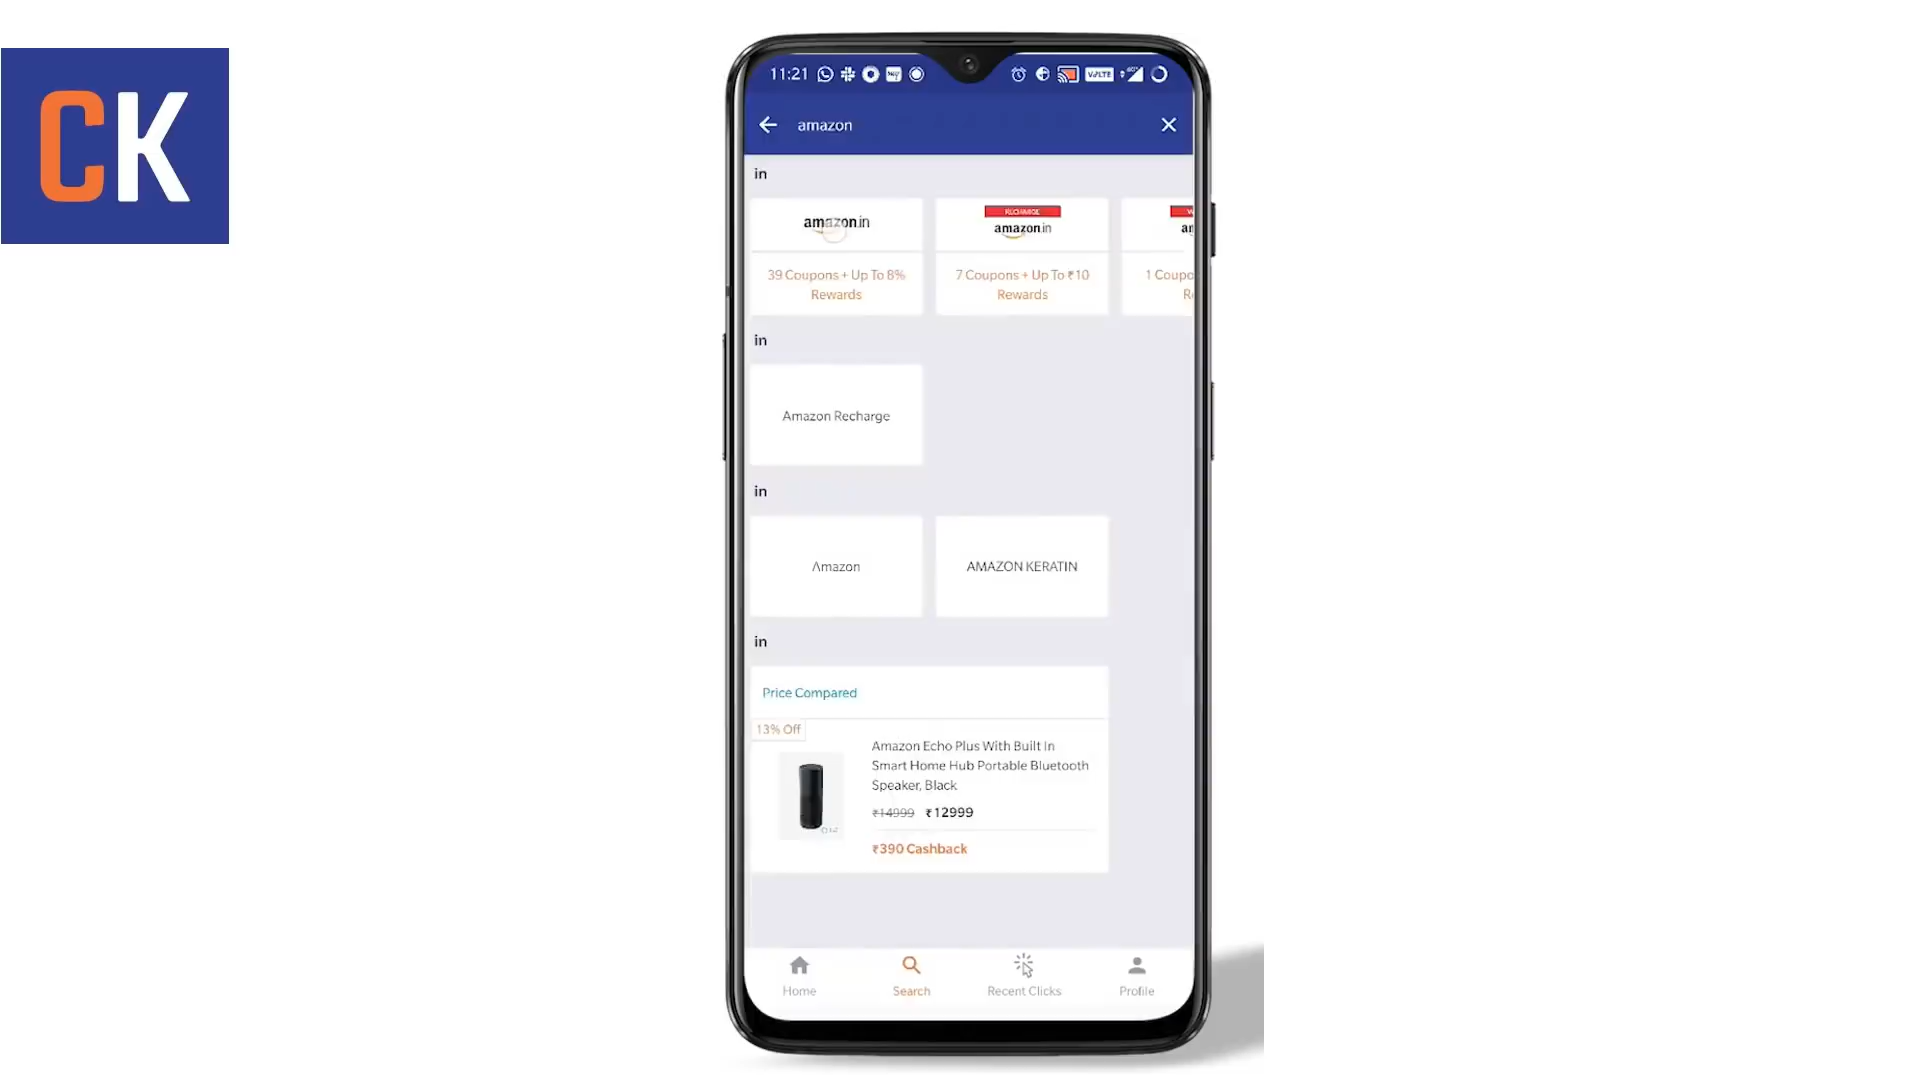 CK
11:21
VoLTE
amazon
in
amazon.in
RECHARGE
amazon.in
39 Coupons + Up To 8%
Rewards
7 Coupons + Up To ₹10
Rewards
1 Coupo
R
in
Amazon Recharge
in
Amazon
AMAZON KERATIN
in
Price Compared
13% Off
Amazon Echo Plus With Built In
Smart Home Hub Portable Bluetooth
Speaker, Black
₹14999 ₹12999
₹390 Cashback
Home
Search
Recent Clicks
Profile